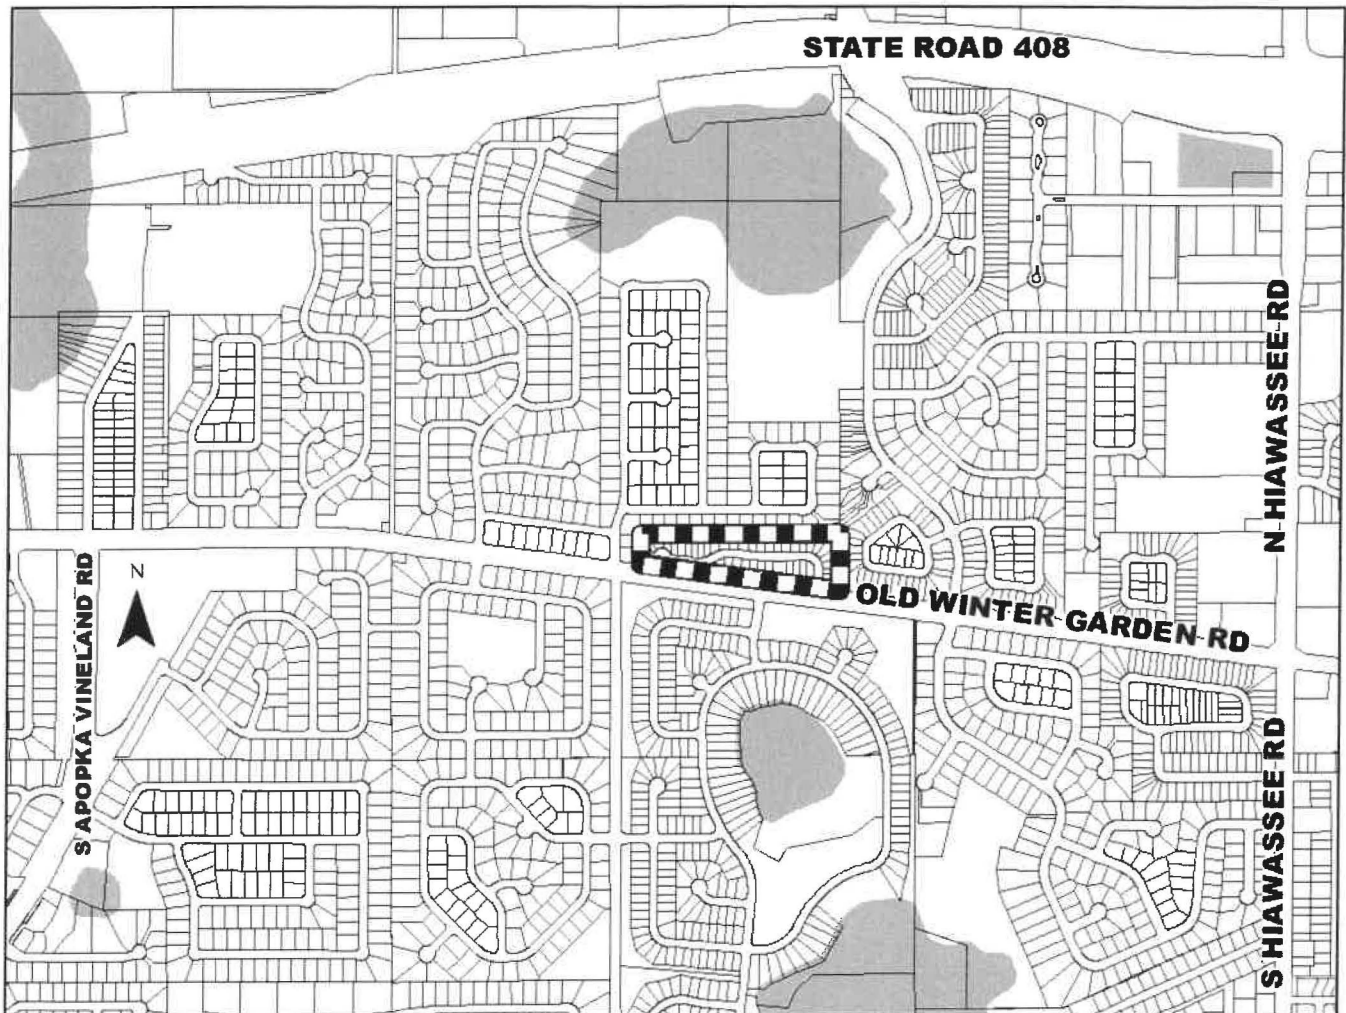 STATE ROAD 408
N HIAWASSEE RD
S APOPKA VINELAND RD
N
OLD WINTER GARDEN RD
S HIAWASSEE RD